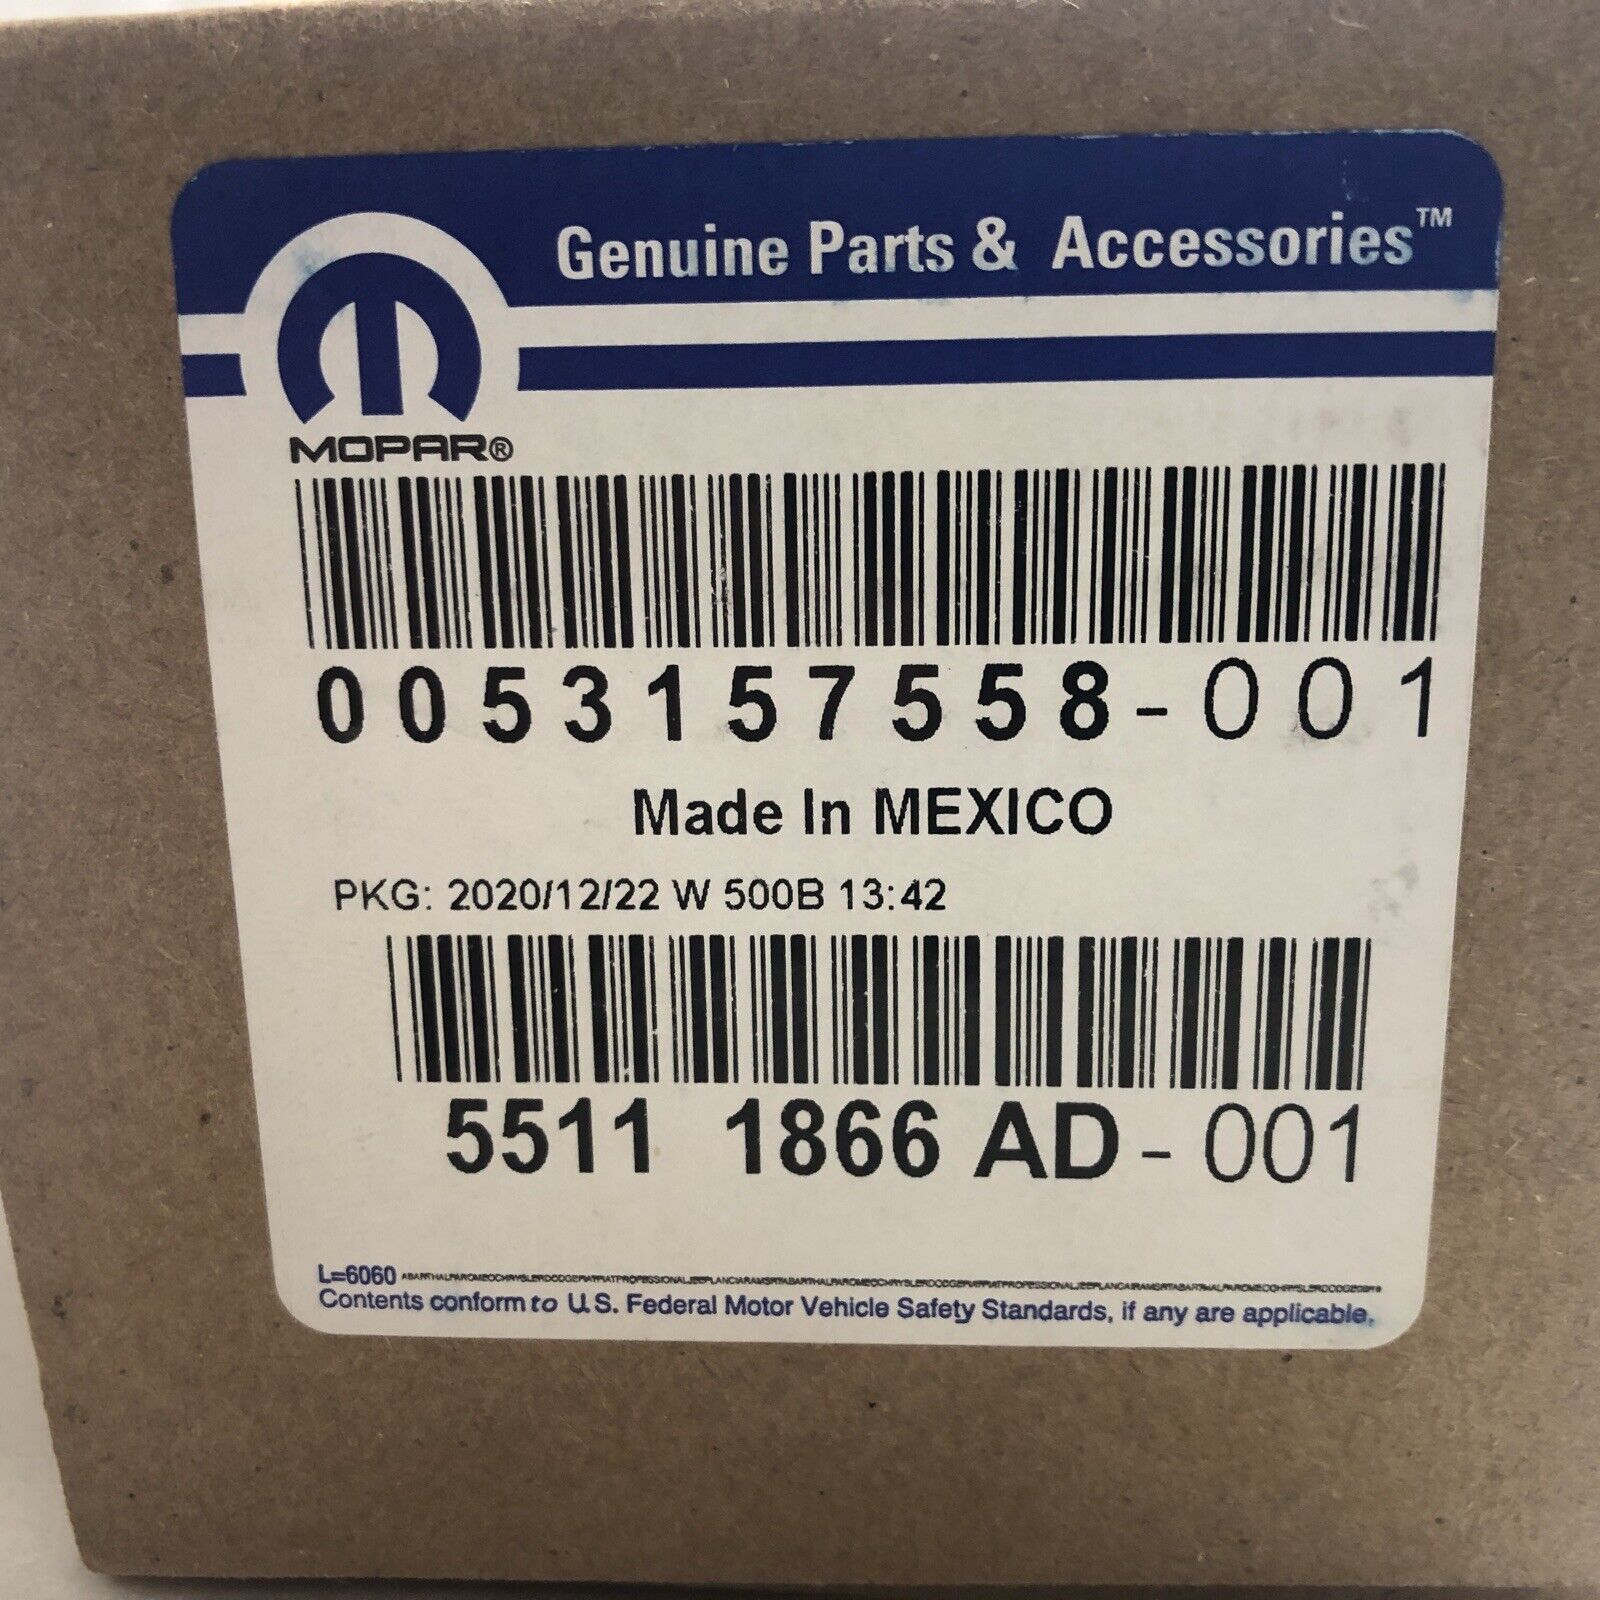 Genuine Parts & Accessories™
MOPAR®
0053157558-001
Made In MEXICO
PKG: 2020/12/22 W 500B 13:42
5511 1866 AD-001
L=6060
Contents conform to U.S. Federal Motor Vehicle Safety Standards, if any are applicable.